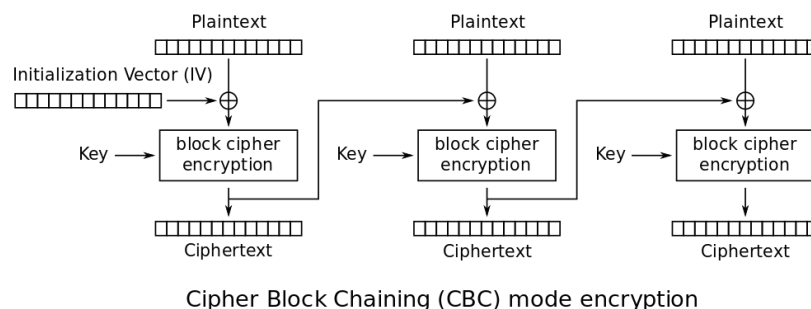 Plaintext
Plaintext
Plaintext
Initialization Vector (IV)
Key
block cipher
encryption
Key
block cipher
encryption
Key
block cipher
encryption
Ciphertext
Ciphertext
Ciphertext
Cipher Block Chaining (CBC) mode encryption